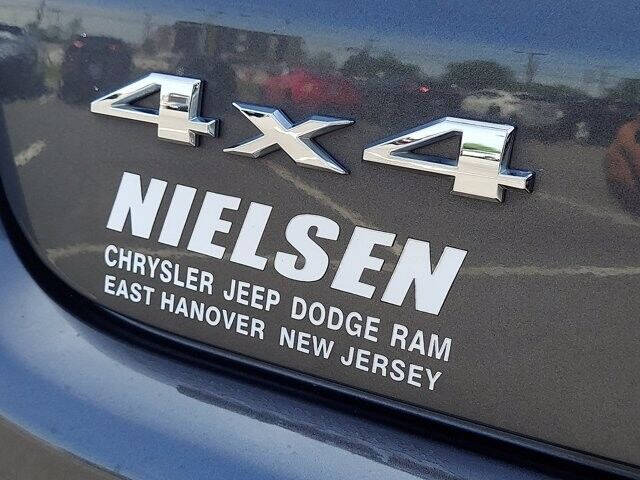 4x4
NIELSEN
CHRYSLER JEEP DODGE RAM
EAST HANOVER NEW JERSEY